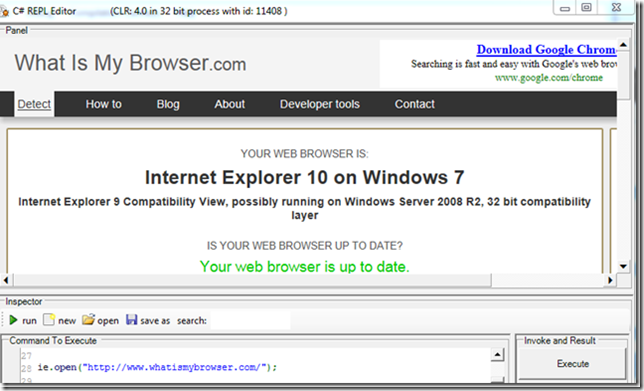 C# REPL Editor (CLR: 4.0 in 32 bit process with id: 11408 )
Panel
What Is My Browser.com
Download Google Chrom
Searching is fast and easy with Google's web brow
www.google.com/chrome
Detect How to Blog About Developer tools Contact
YOUR WEB BROWSER IS:
Internet Explorer 10 on Windows 7
Internet Explorer 9 Compatibility View, possibly running on Windows Server 2008 R2, 32 bit compatibility
layer
IS YOUR WEB BROWSER UP TO DATE?
Your web browser is up to date.
Inspector
run new open save as search:
Command To Execute
Invoke and Result
27
ie.open("http://www.whatismybrowser.com/");
28
Execute